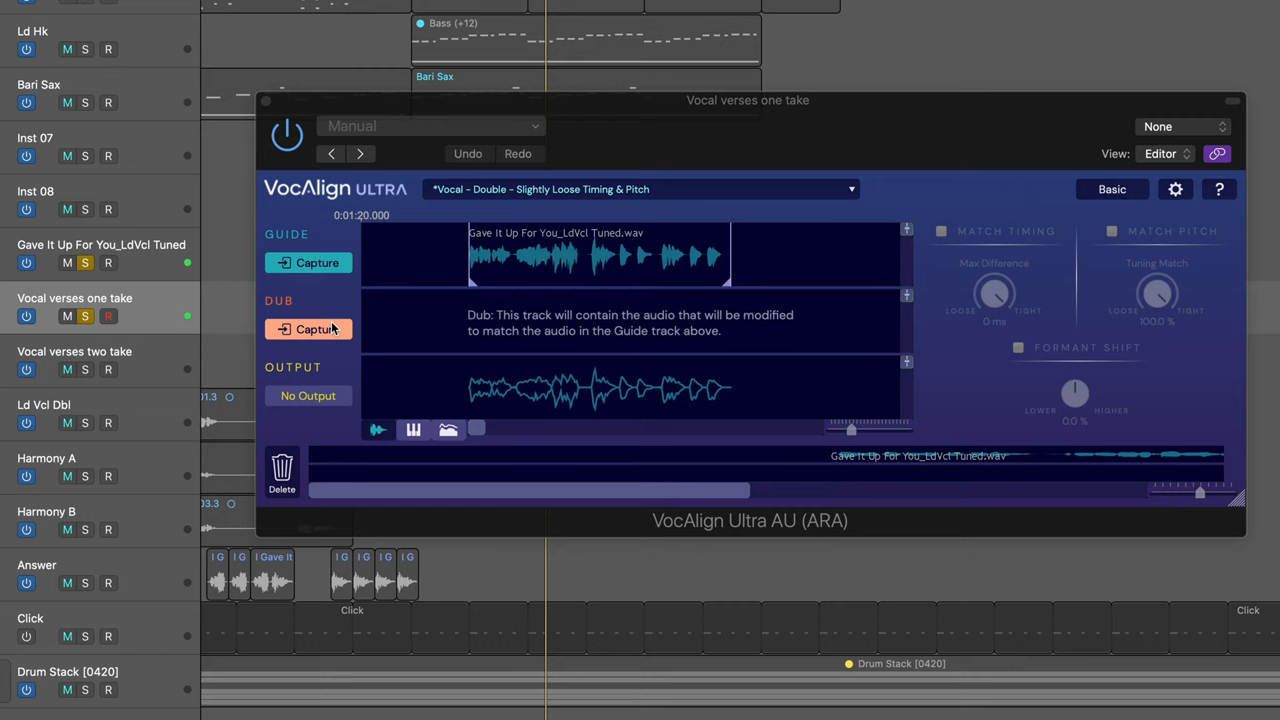 Ld Hk
M S R
Bass (+12)
Bari Sax
M S R
Bari Sax
Inst 07
M S R
Inst 08
M S R
Gave It Up For You_LdVcl Tuned
M S R
Vocal verses one take
M S R
Vocal verses two take
M S R
Ld Vcl Dbl
M S R
01.3
Harmony A
M S R
Harmony B
M S R
03.3
Answer
M S R
I G
I G
I Gave It
I G
I G
I G
I G
Click
M S R
Click
Click
Drum Stack [0420]
M S R
Drum Stack [0420]
Vocal verses one take
Manual
None
Undo
Redo
View:
Editor
VocAlign ULTRA
*Vocal - Double - Slightly Loose Timing & Pitch
Basic
?
0:01:20.000
GUIDE
Capture
Gave It Up For You_LdVcl Tuned.wav
DUB
Capture
Dub: This track will contain the audio that will be modified
to match the audio in the Guide track above.
OUTPUT
No Output
MATCH TIMING
Max Difference
LOOSE
TIGHT
0 ms
MATCH PITCH
Tuning Match
LOOSE
TIGHT
100.0 %
FORMANT SHIFT
LOWER
HIGHER
0.0 %
Delete
Gave It Up For You_LdVcl Tuned.wav
VocAlign Ultra AU (ARA)